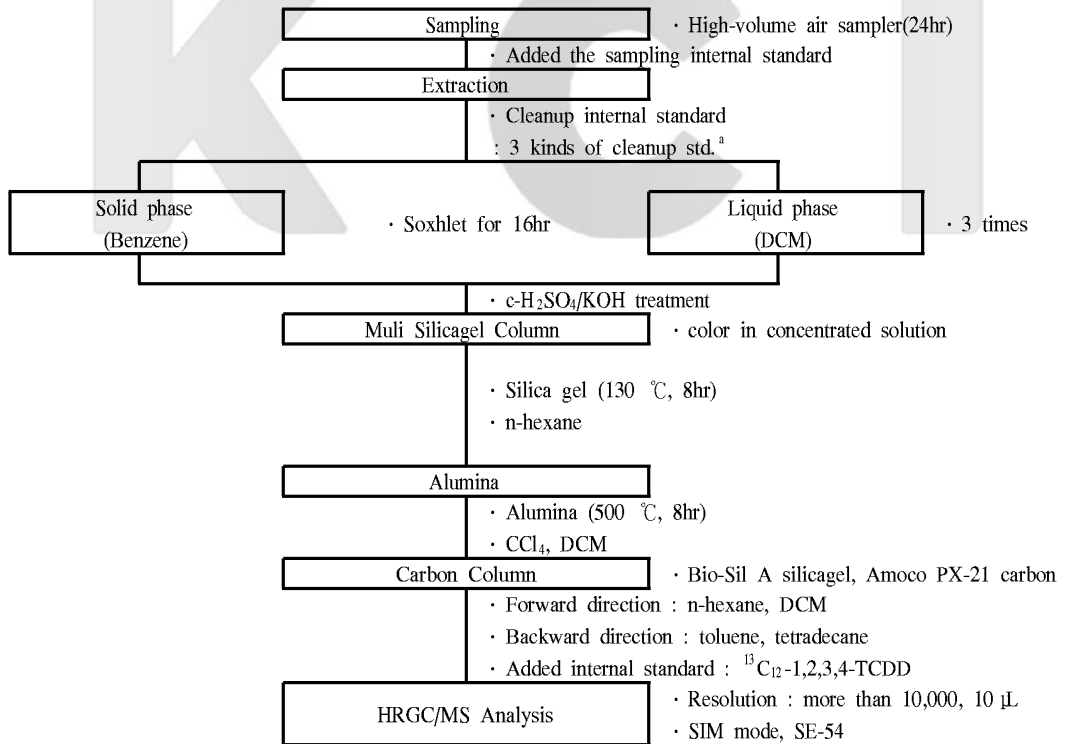 KCI
Sampling
· High-volume air sampler(24hr)
· Added the sampling internal standard
Extraction
· Cleanup internal standard
: 3 kinds of cleanup std.ᵃ
Solid phase
(Benzene)
· Soxhlet for 16hr
Liquid phase
(DCM)
· 3 times
· c-H₂SO₄/KOH treatment
Muli Silicagel Column
· color in concentrated solution
· Silica gel (130 ℃, 8hr)
· n-hexane
Alumina
· Alumina (500 ℃, 8hr)
· CCl₄, DCM
Carbon Column
· Bio-Sil A silicagel, Amoco PX-21 carbon
· Forward direction : n-hexane, DCM
· Backward direction : toluene, tetradecane
· Added internal standard : ¹³C₁₂-1,2,3,4-TCDD
HRGC/MS Analysis
· Resolution : more than 10,000, 10 µL
· SIM mode, SE-54